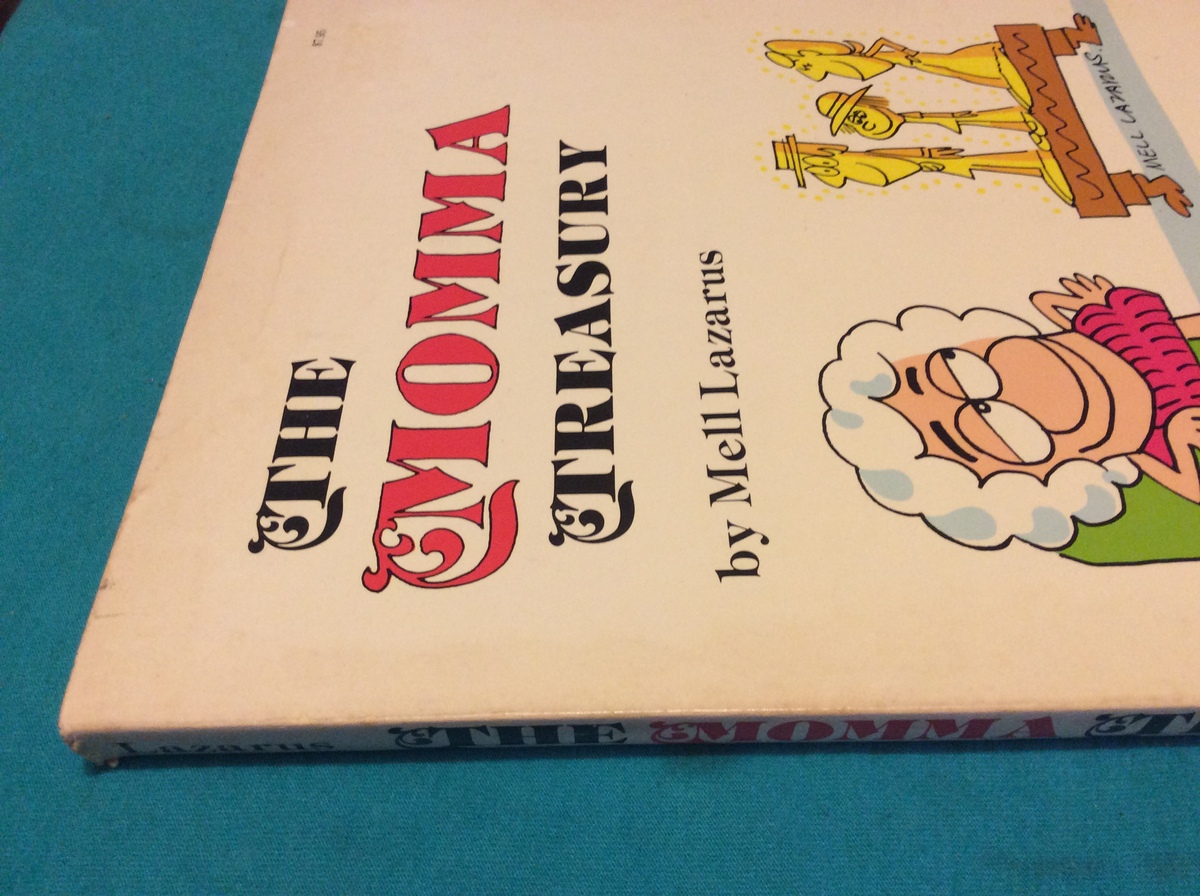 THE
MOMMA
TREASURY
by Mell Lazarus
MELL LAZARUS.
Lazarus THE MOMMA